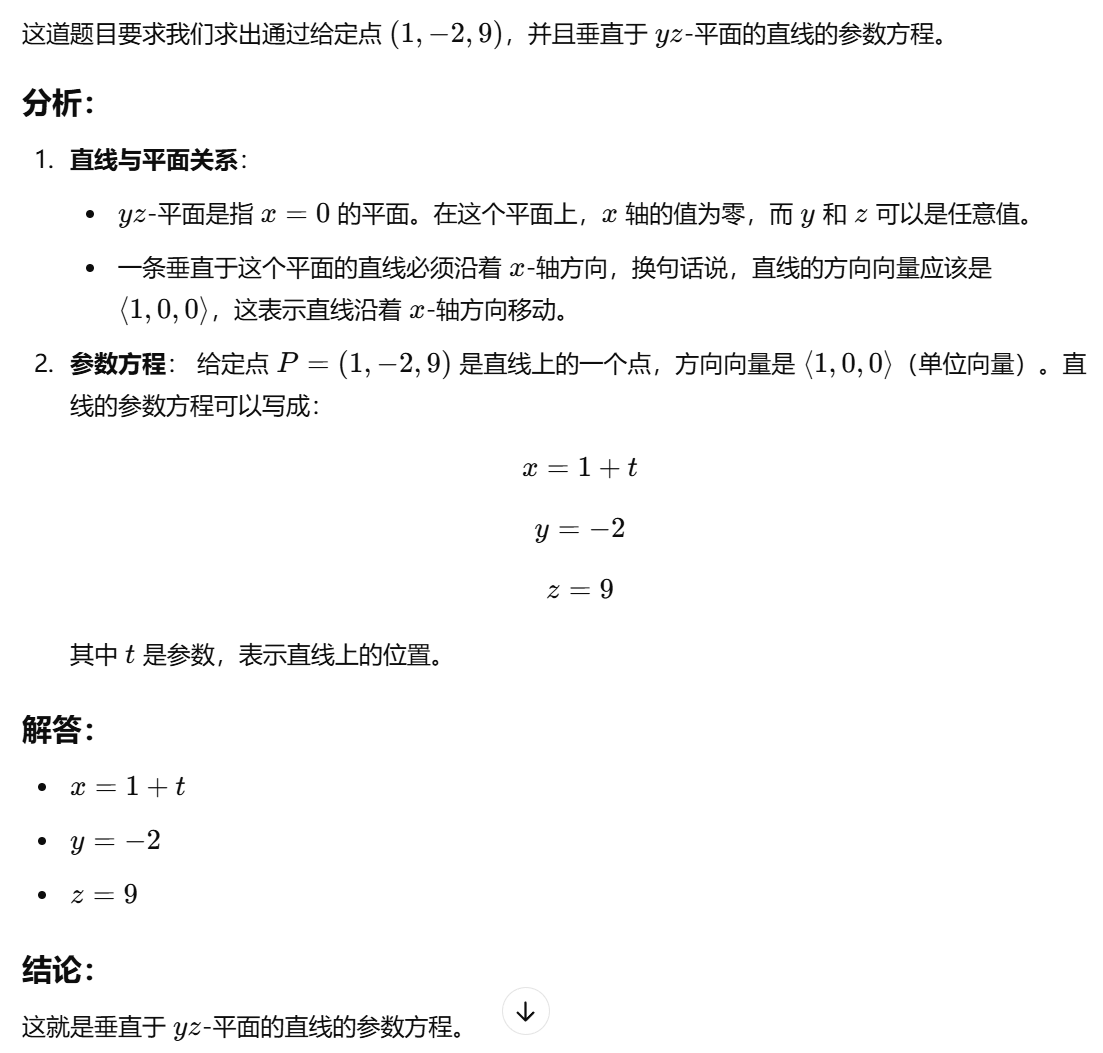 这道题目要求我们求出通过给定点 (1, −2, 9)，并且垂直于 yz-平面的直线的参数方程。
分析：
1. 直线与平面关系：
• yz-平面是指 x = 0 的平面。在这个平面上，x 轴的值为零，而 y 和 z 可以是任意值。
• 一条垂直于这个平面的直线必须沿着 x-轴方向，换句话说，直线的方向向量应该是
⟨1, 0, 0⟩，这表示直线沿着 x-轴方向移动。
2. 参数方程： 给定点 P = (1, −2, 9) 是直线上的一个点，方向向量是 ⟨1, 0, 0⟩（单位向量）。直
线的参数方程可以写成：
x = 1 + t
y = −2
z = 9
其中 t 是参数，表示直线上的位置。
解答：
• x = 1 + t
• y = −2
• z = 9
结论：
这就是垂直于 yz-平面的直线的参数方程。